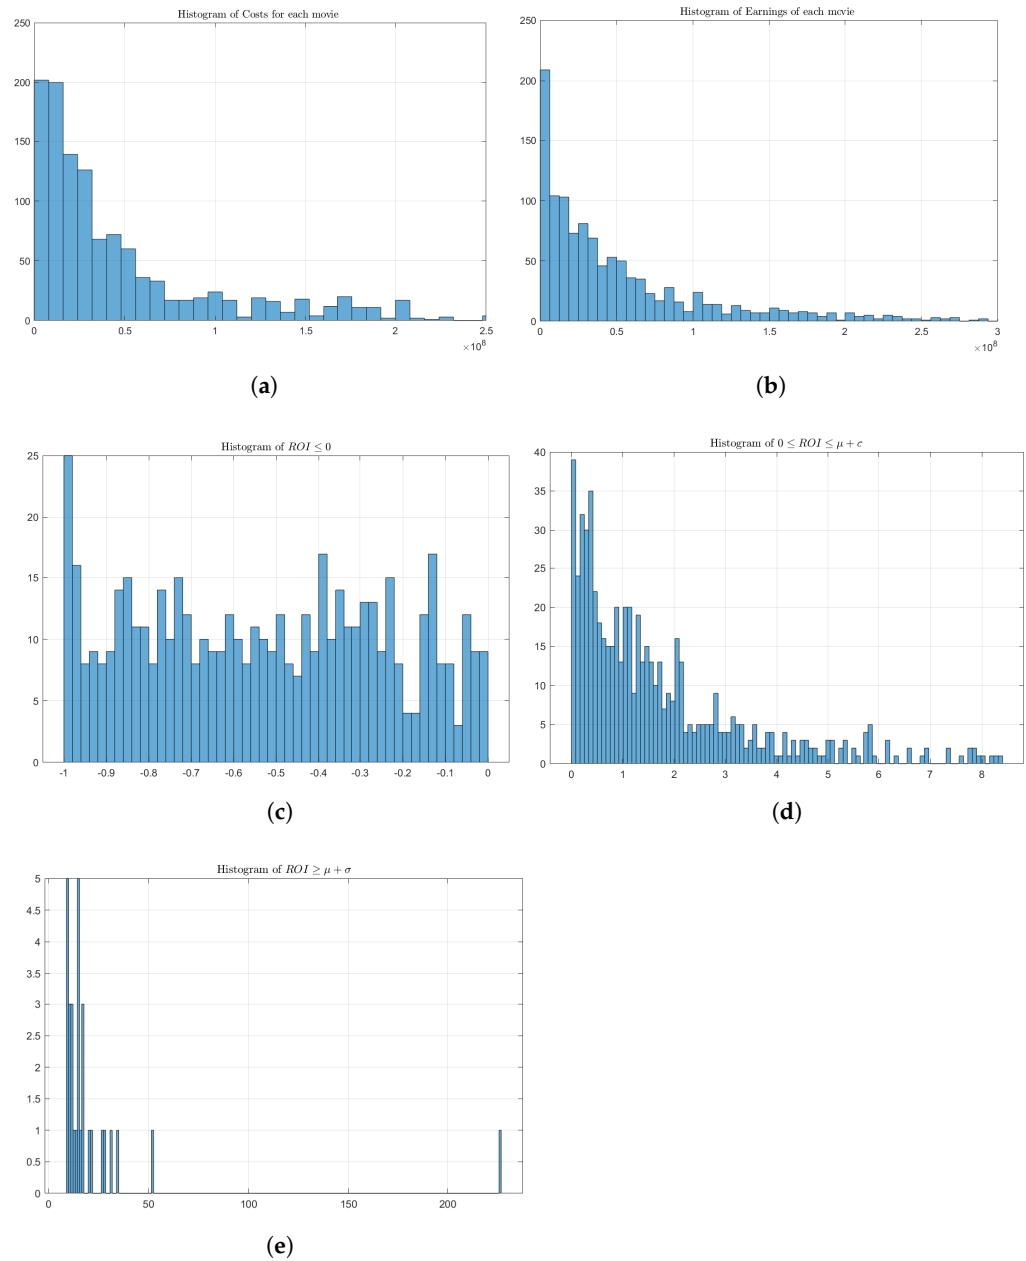 Histogram of Costs for each movie
250
200
150
100
50
0
0 0.5 1 1.5 2 2.5
×10⁸
(a)
Histogram of Earnings of each mcvie
250
200
150
100
50
0
0 0.5 1 1.5 2 2.5 3
×10⁸
(b)
Histogram of ROI ≤ 0
25
20
15
10
5
0
-1 -0.9 -0.8 -0.7 -0.6 -0.5 -0.4 -0.3 -0.2 -0.1 0
(c)
Histogram of 0 ≤ ROI ≤ μ + c
40
35
30
25
20
15
10
5
0
0 1 2 3 4 5 6 7 8
(d)
Histogram of ROI ≥ μ + σ
5
4.5
4
3.5
3
2.5
2
1.5
1
0.5
0
0 50 100 150 200
(e)